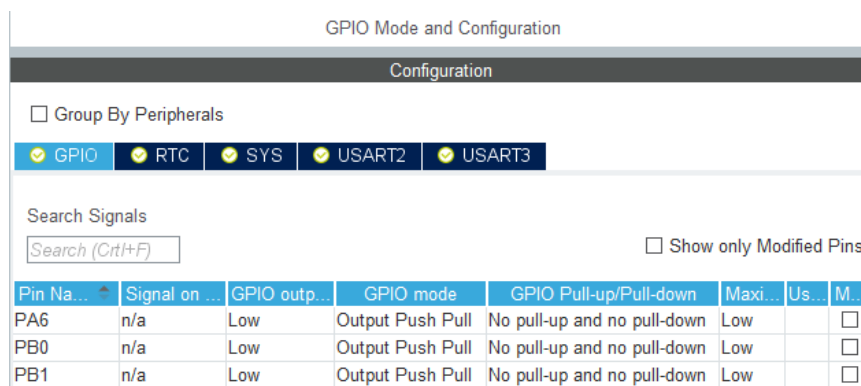 GPIO Mode and Configuration
Configuration
Group By Peripherals
GPIO RTC SYS USART2 USART3
Search Signals
Search (Crtl+F) Show only Modified Pins
Pin Na... Signal on ... GPIO outp... GPIO mode GPIO Pull-up/Pull-down Maxi... Us... M...
PA6 n/a Low Output Push Pull No pull-up and no pull-down Low
PB0 n/a Low Output Push Pull No pull-up and no pull-down Low
PB1 n/a Low Output Push Pull No pull-up and no pull-down Low